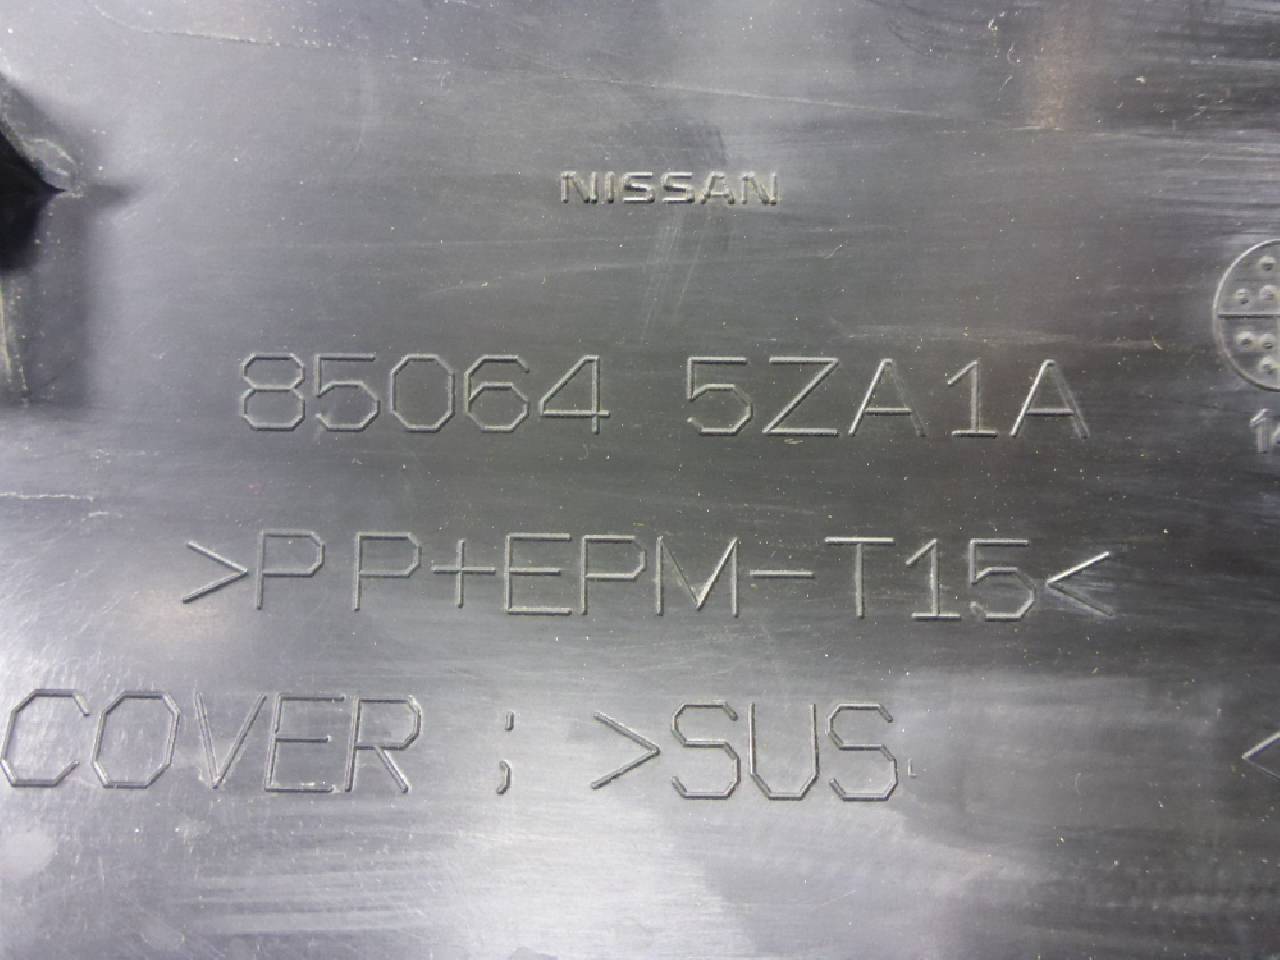 NISSAN
85064 5ZA1A
>PP+EPM-T15<
COVER ; >SUS
<